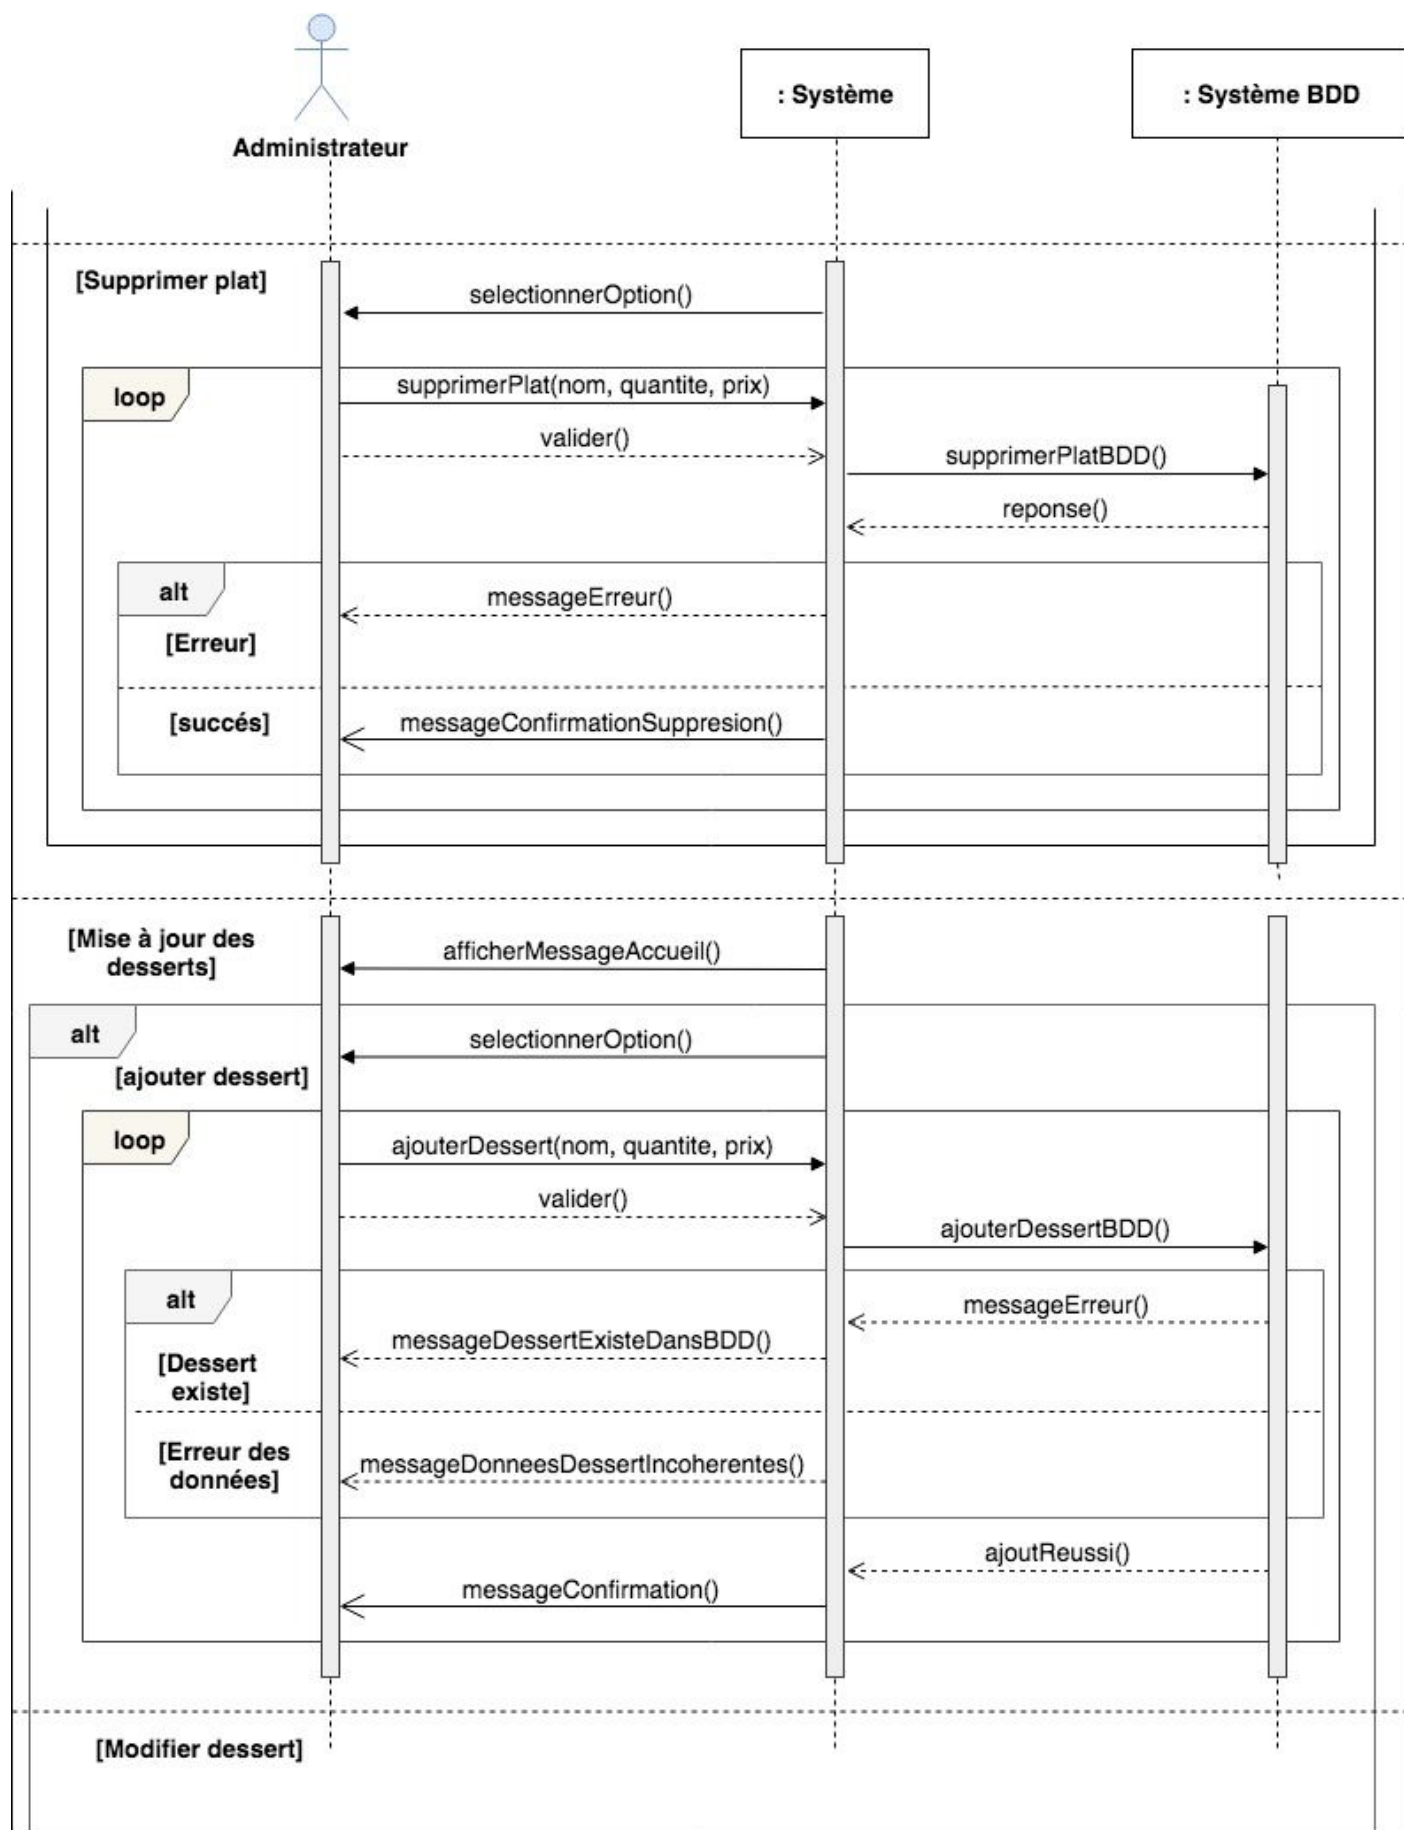 Administrateur
: Système
: Système BDD
[Supprimer plat]
selectionnerOption()
loop
supprimerPlat(nom, quantite, prix)
valider()
supprimerPlatBDD()
reponse()
alt
messageErreur()
[Erreur]
[succés]
messageConfirmationSuppresion()
[Mise à jour des
desserts]
afficherMessageAccueil()
alt
selectionnerOption()
[ajouter dessert]
loop
ajouterDessert(nom, quantite, prix)
valider()
ajouterDessertBDD()
alt
messageErreur()
messageDessertExisteDansBDD()
[Dessert
existe]
[Erreur des
données]
messageDonneesDessertIncoherentes()
ajoutReussi()
messageConfirmation()
[Modifier dessert]